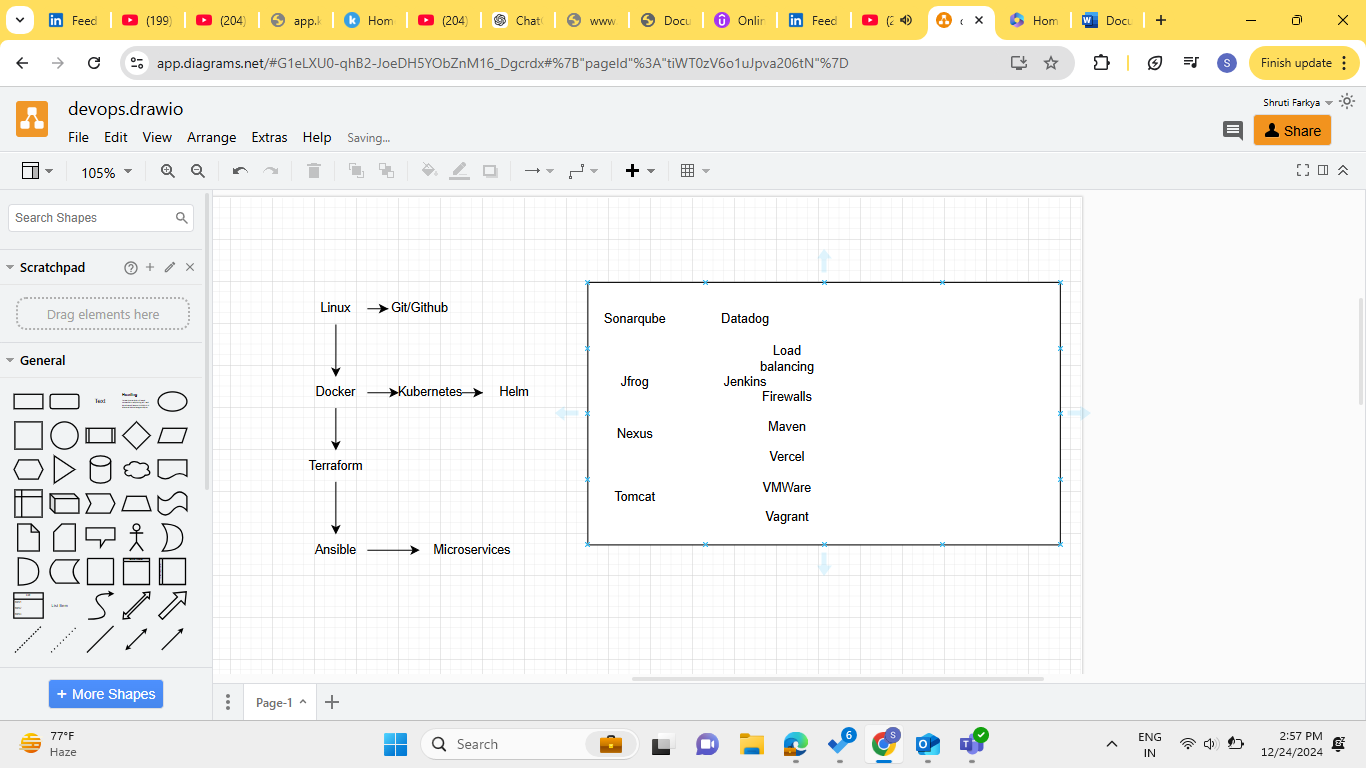 Feed
(199)
(204)
app.k
Hom
(204)
Chat
www
Docu
Onlin
Feed
(2
Hom
Docu
app.diagrams.net/#G1eLXU0-qhB2-JoeDH5YObZnM16_Dgcrdx#%7B"pageId"%3A"tiWT0zV6o1uJpva206tN"%7D
S
Finish update
devops.drawio
Shruti Farkya
File Edit View Arrange Extras Help Saving...
Share
105%
Search Shapes
Scratchpad
Drag elements here
General
Text
Heading
List Item
+ More Shapes
Linux
Git/Github
Docker
Kubernetes
Helm
Terraform
Ansible
Microservices
Sonarqube
Datadog
Load
balancing
Jfrog
Jenkins
Firewalls
Nexus
Maven
Vercel
Tomcat
VMWare
Vagrant
Page-1
77°F
Haze
Search
6
S
ENG
IN
2:57 PM
12/24/2024